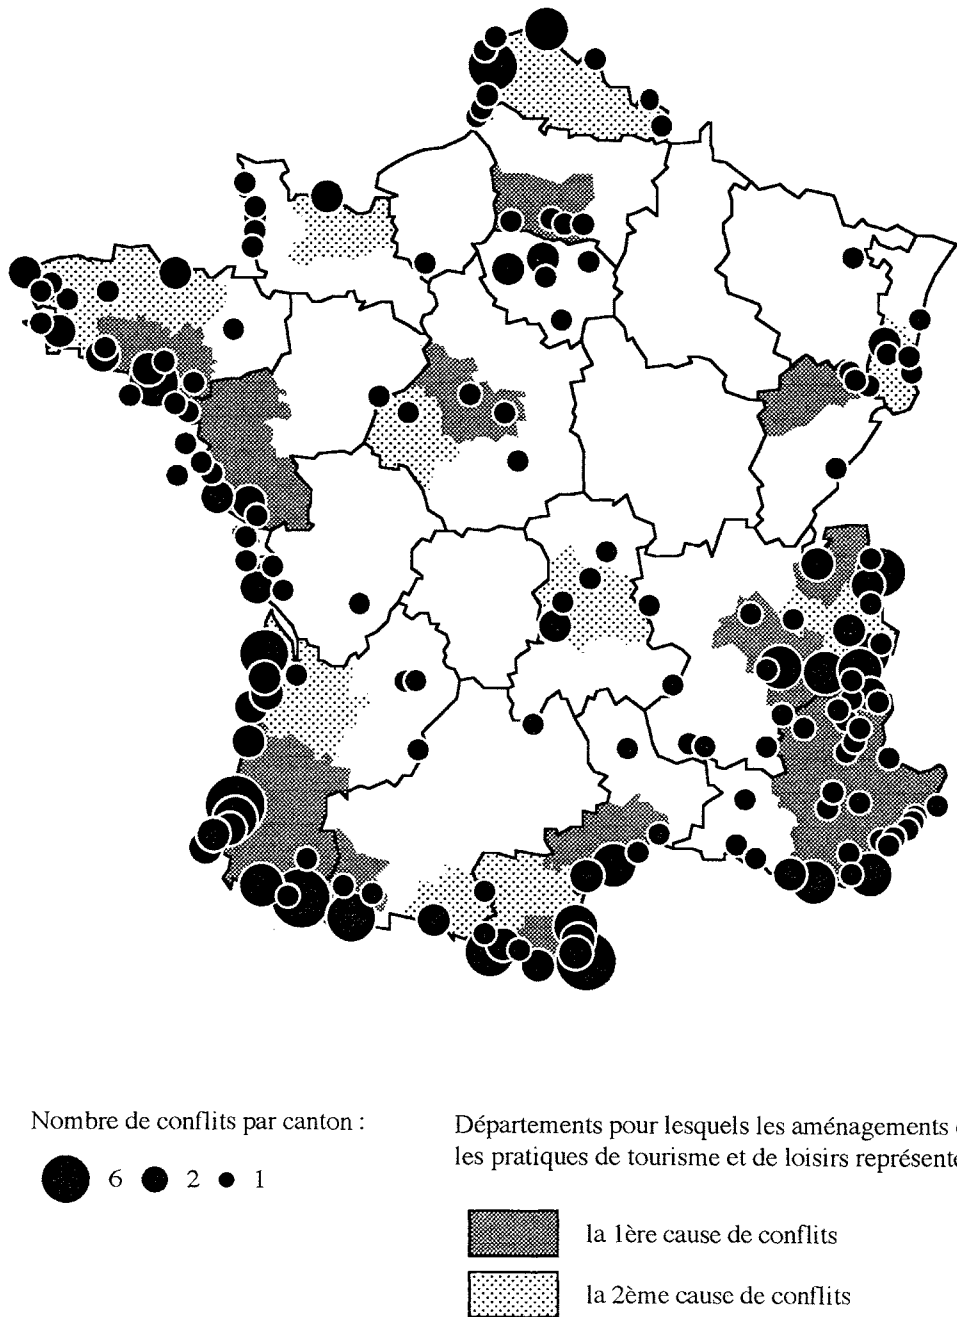 Nombre de conflits par canton :
6 2 1
Départements pour lesquels les aménagements
les pratiques de tourisme et de loisirs
la 1ère cause de conflits
la 2ème cause de conflits